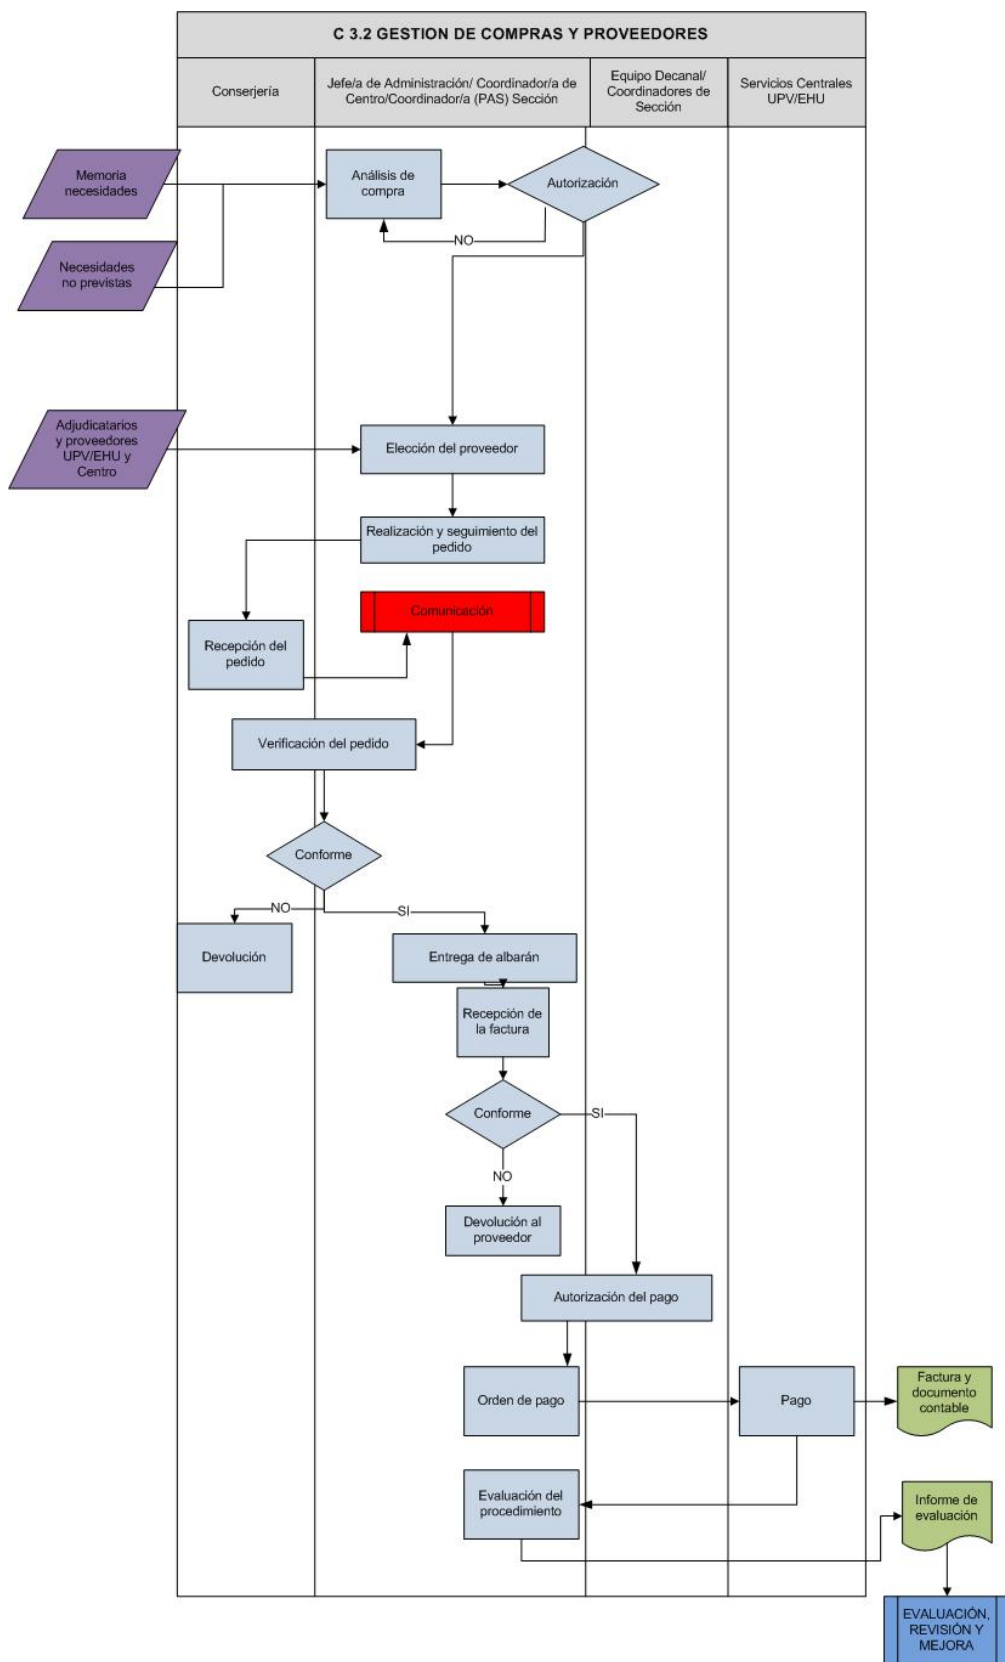 C 3.2 GESTION DE COMPRAS Y PROVEEDORES
Conserjería
Jefe/a de Administración/ Coordinador/a de
Centro/Coordinador/a (PAS) Sección
Equipo Decanal/
Coordinadores de
Sección
Servicios Centrales
UPV/EHU
Memoria
necesidades
Análisis de
compra
Autorización
NO
Necesidades
no previstas
Adjudicatarios
y proveedores
UPV/EHU y
Centro
Elección del proveedor
Realización y seguimiento del
pedido
Comunicación
Recepción del
pedido
Verificación del pedido
Conforme
NO
SI
Devolución
Entrega de albarán
Recepción de
la factura
Conforme
SI
NO
Devolución al
proveedor
Autorización del pago
Orden de pago
Pago
Factura y
documento
contable
Evaluación del
procedimiento
Informe de
evaluación
EVALUACIÓN,
REVISIÓN Y
MEJORA